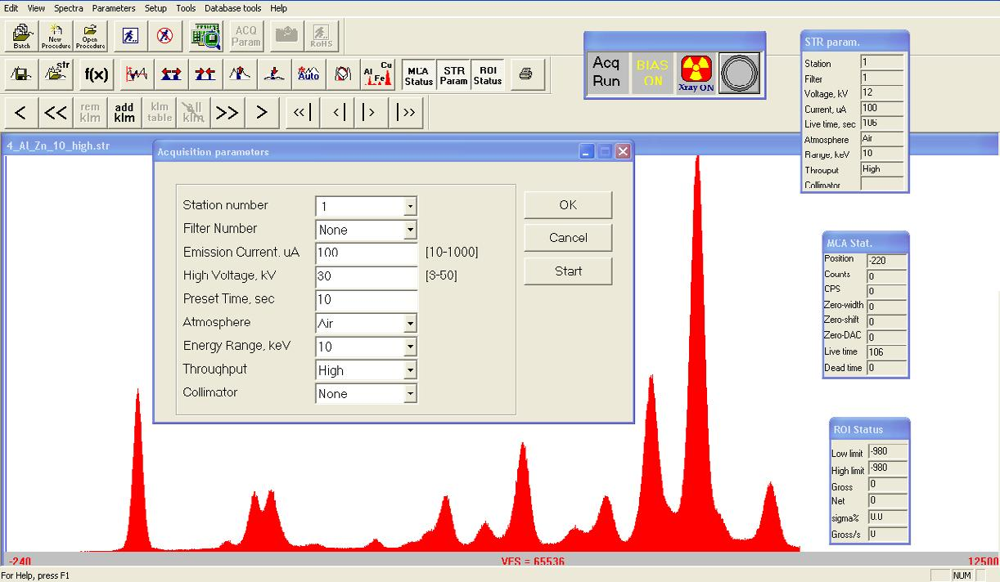 Edit View Spectra Parameters Setup Tools Database tools Help
Batch New Procedure Open Procedure ACQ Param RoHS
str f(x) Auto Al Fe Cu MCA Status STR Param ROI Status
< << rem klm add klm klm table all klm >> > <<| <| |> |>>
Acq Run BIAS ON Xray ON
4_Al_Zn_10_high.str
Acquisition parameters
Station number 1
Filter Number None
Emission Current. uA 100 [10-1000]
High Voltage, kV 30 [3-50]
Preset Time, sec 10
Atmosphere Air
Energy Range, keV 10
Throughput High
Collimator None
OK
Cancel
Start
STR param.
Station 1
Filter 1
Voltage, kV 12
Current, uA 100
Live time, sec 106
Atmosphere Air
Range, keV 10
Throuput High
Collimator
MCA Stat.
Position -220
Counts 0
CPS 0
Zero-width 0
Zero-shift 0
Zero-DAC 0
Live time 106
Dead time 0
ROI Status
Low limit -980
High limit -980
Gross 0
Net 0
sigma% 0.0
Gross/s 0
-240 VFS = 65536 12500
For Help, press F1 NUM